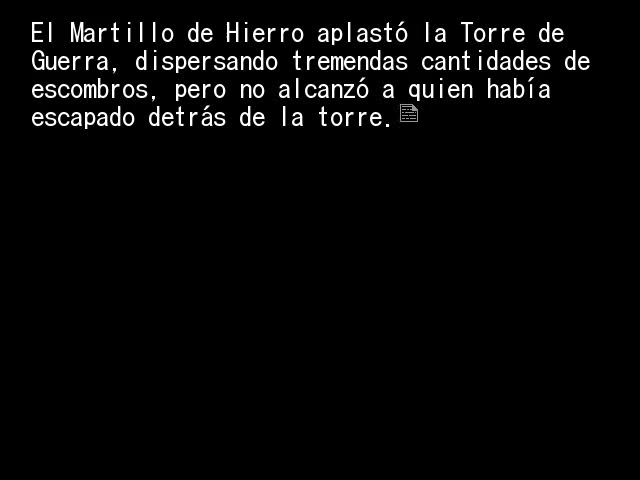 El Martillo de Hierro aplastó la Torre de
Guerra, dispersando tremendas cantidades de
escombros, pero no alcanzó a quien había
escapado detrás de la torre.